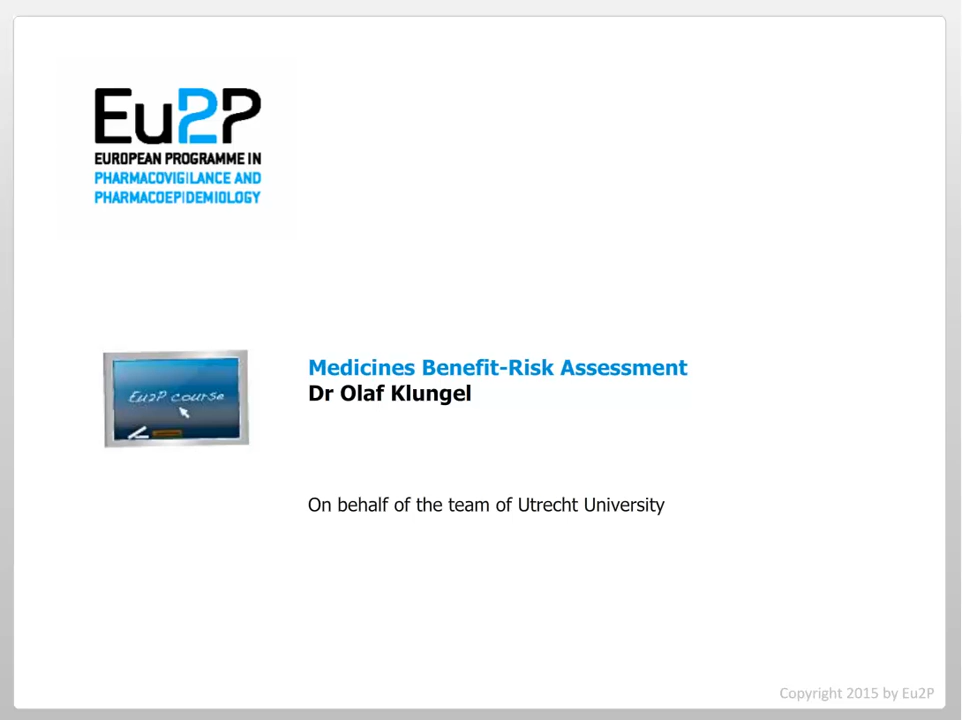 Eu2P
EUROPEAN PROGRAMME IN
PHARMACOVIGILANCE AND
PHARMACOEPIDEMIOLOGY
Medicines Benefit-Risk Assessment
Dr Olaf Klungel
Eu2P course
On behalf of the team of Utrecht University
Copyright 2015 by Eu2P